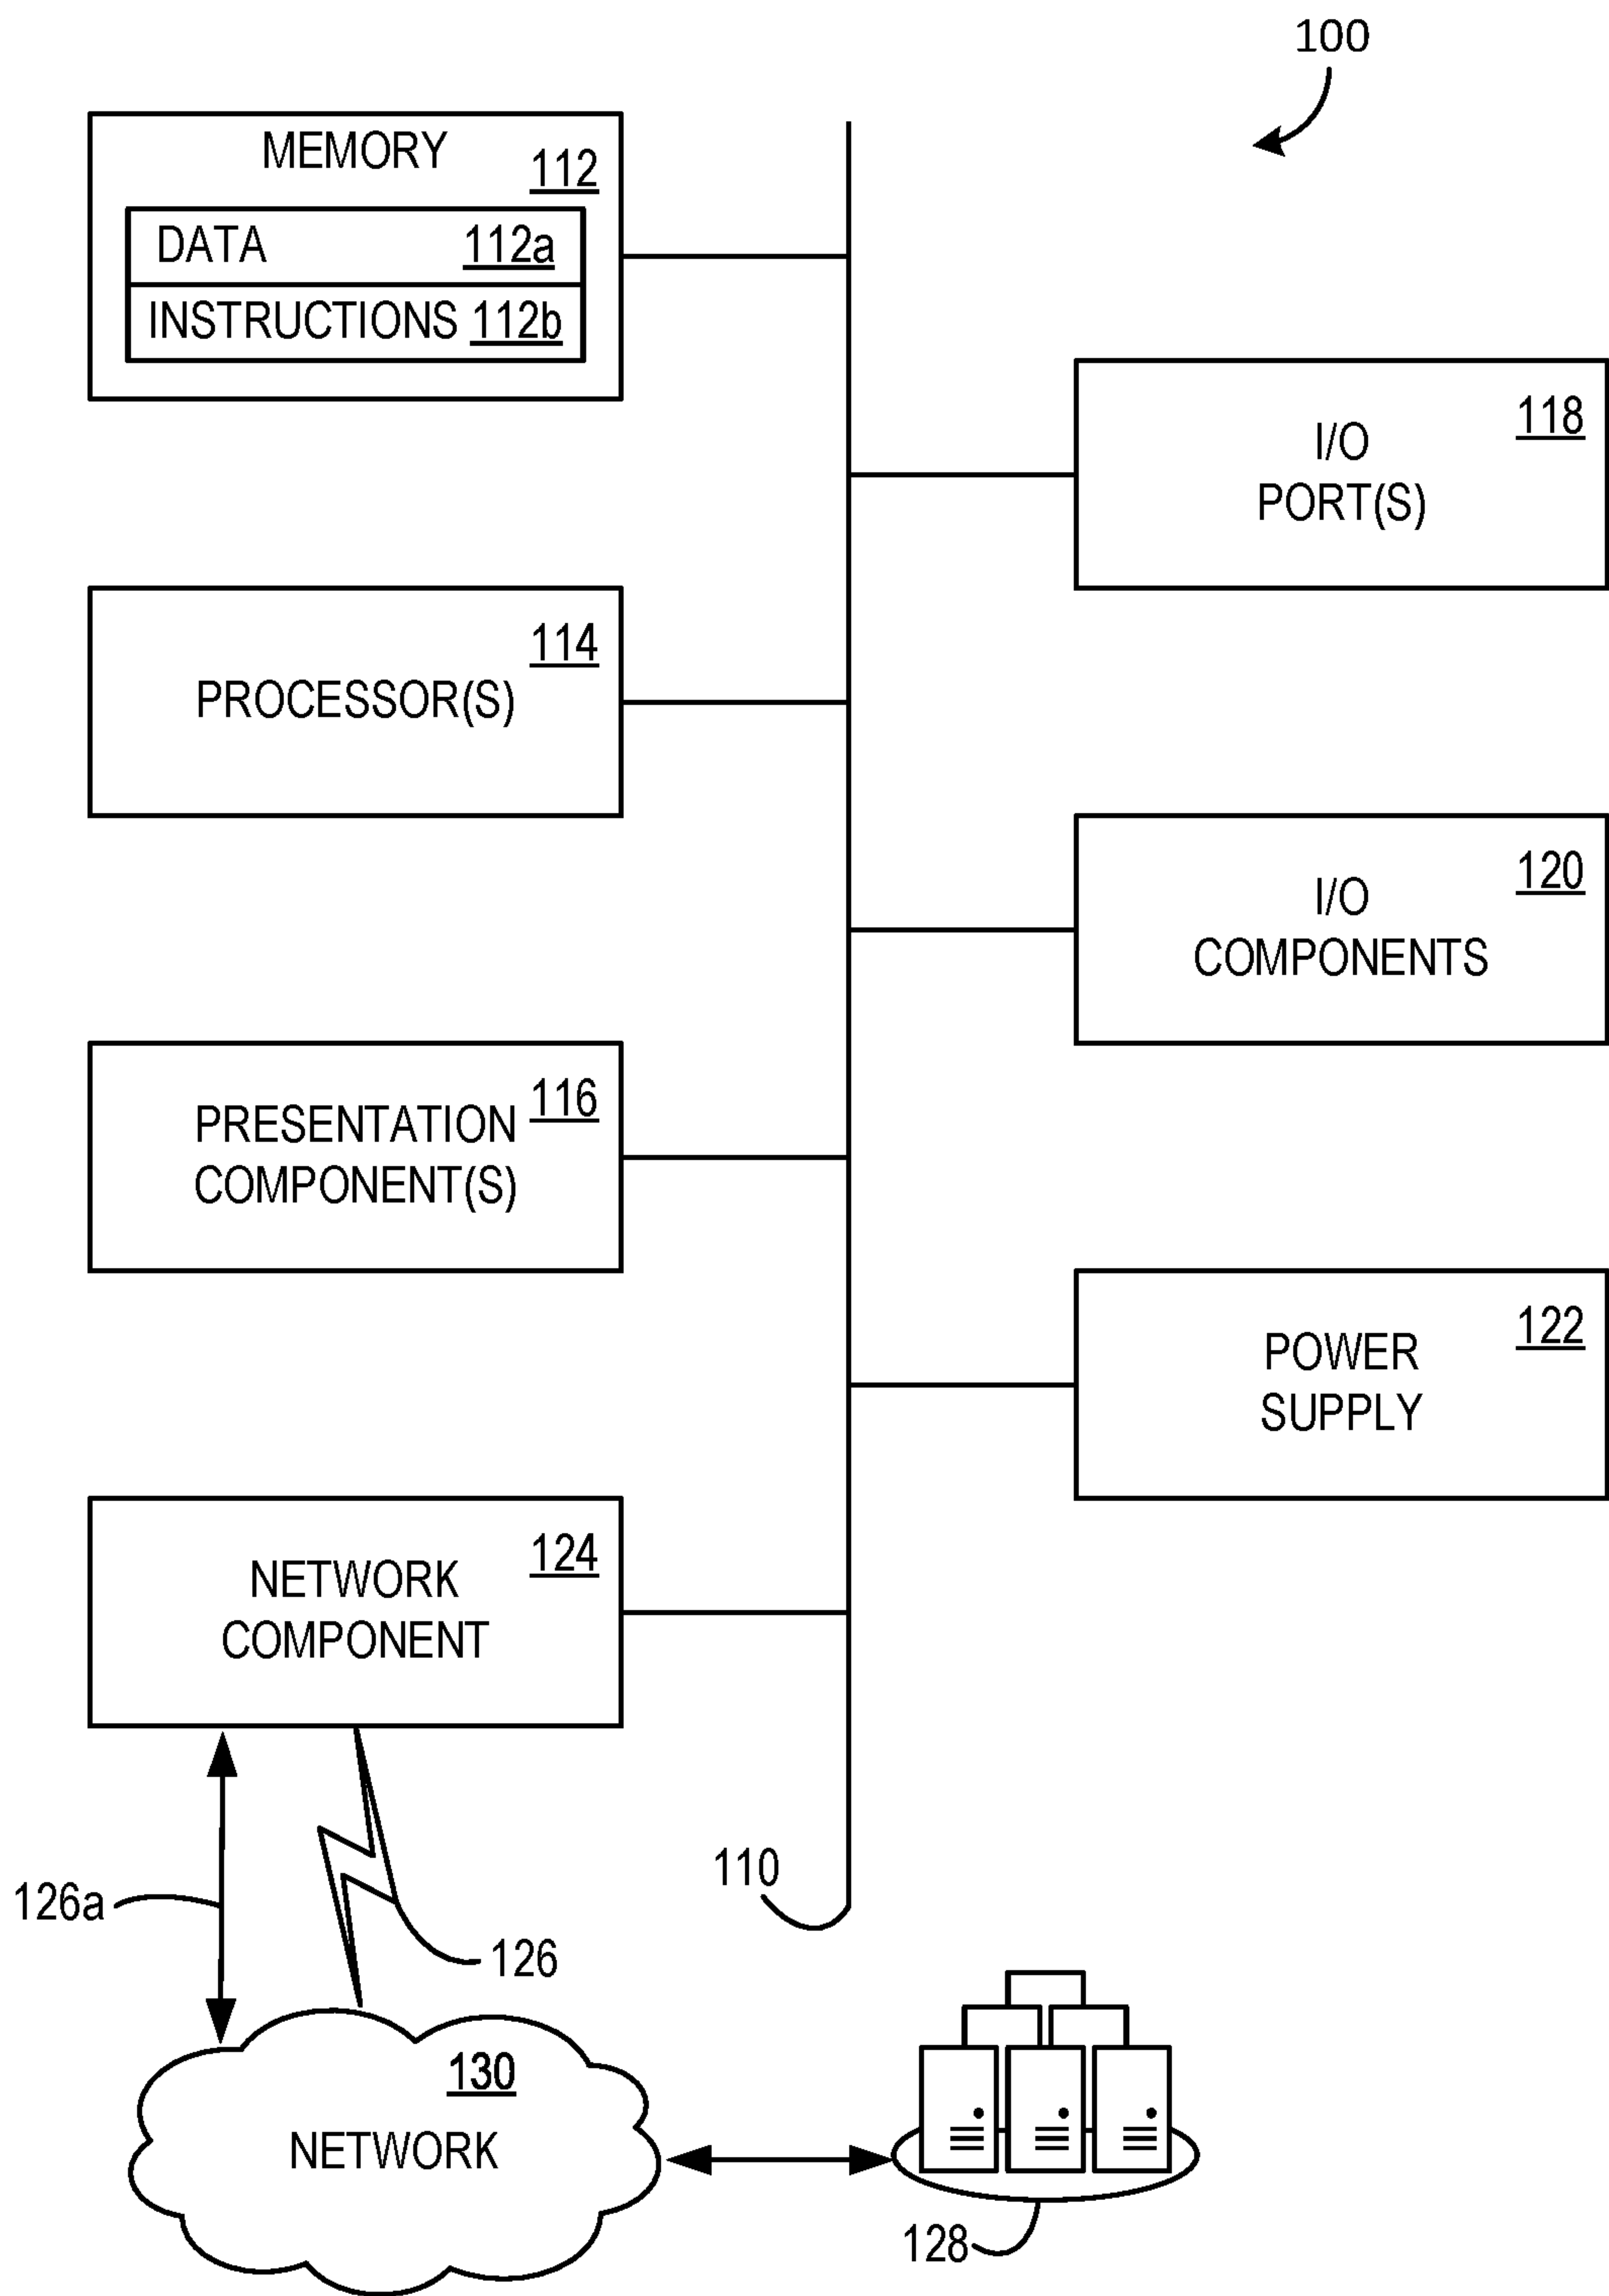 100
MEMORY
112
DATA 112a
INSTRUCTIONS 112b
118
I/O
PORT(S)
114
PROCESSOR(S)
120
I/O
COMPONENTS
116
PRESENTATION
COMPONENT(S)
122
POWER
SUPPLY
124
NETWORK
COMPONENT
110
126a
126
130
NETWORK
128